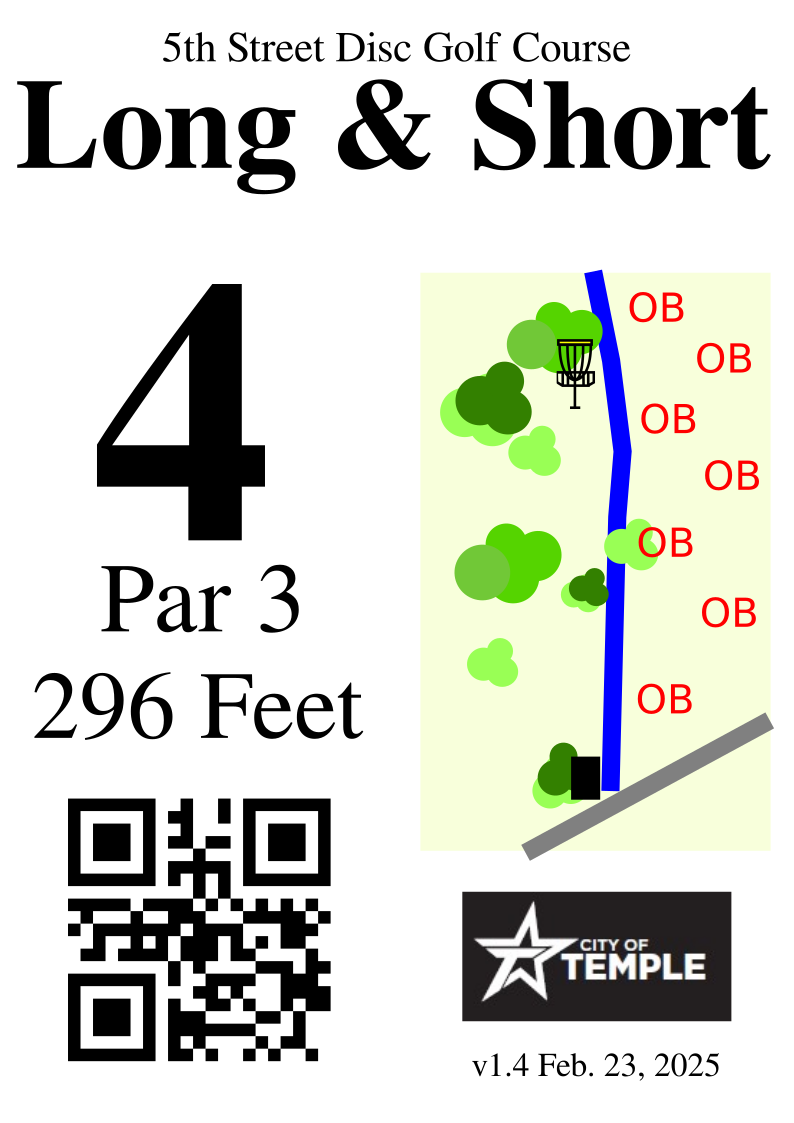 5th Street Disc Golf Course
Long & Short
4
Par 3
296 Feet
OB
OB
OB
OB
OB
OB
OB
CITY OF
TEMPLE
v1.4 Feb. 23, 2025